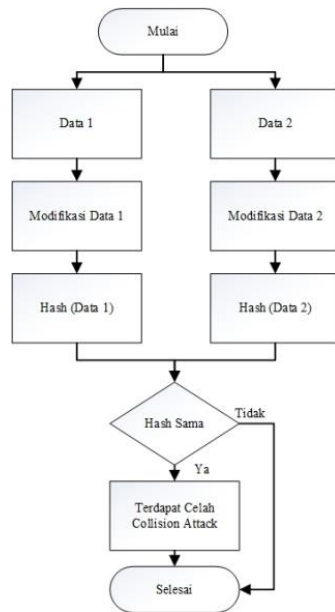 Mulai
Data 1
Data 2
Modifikasi Data 1
Modifikasi Data 2
Hash (Data 1)
Hash (Data 2)
Hash Sama
Tidak
Ya
Terdapat Celah
Collision Attack
Selesai